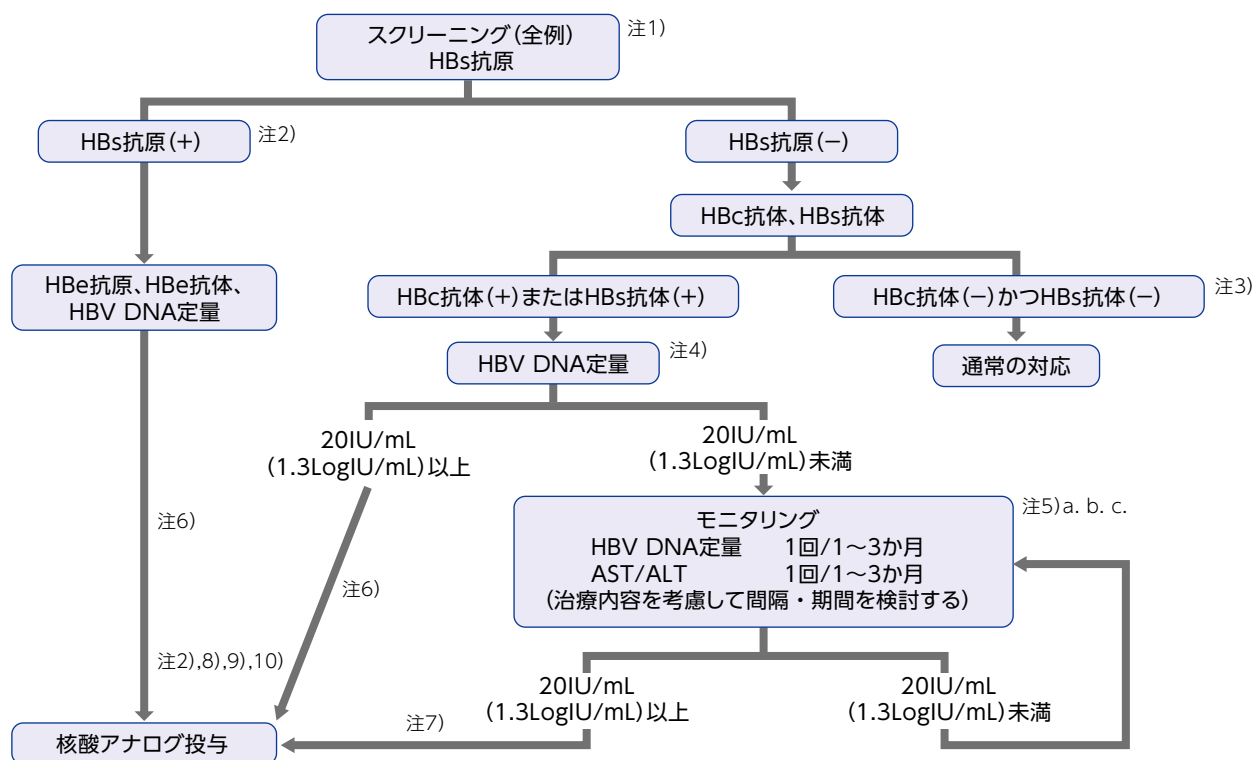 スクリーニング(全例)
HBs抗原
注1)
HBs抗原(+)
注2)
HBs抗原(−)
HBc抗体、HBs抗体
HBe抗原、HBe抗体、
HBV DNA定量
HBc抗体(+)またはHBs抗体(+)
HBc抗体(−)かつHBs抗体(−)
注3)
HBV DNA定量
注4)
通常の対応
20IU/mL
(1.3LogIU/mL)以上
20IU/mL
(1.3LogIU/mL)未満
注6)
注6)
モニタリング
HBV DNA定量 1回/1〜3か月
AST/ALT 1回/1〜3か月
(治療内容を考慮して間隔・期間を検討する)
注5)a. b. c.
注2),8),9),10)
20IU/mL
(1.3LogIU/mL)以上
20IU/mL
(1.3LogIU/mL)未満
注7)
核酸アナログ投与